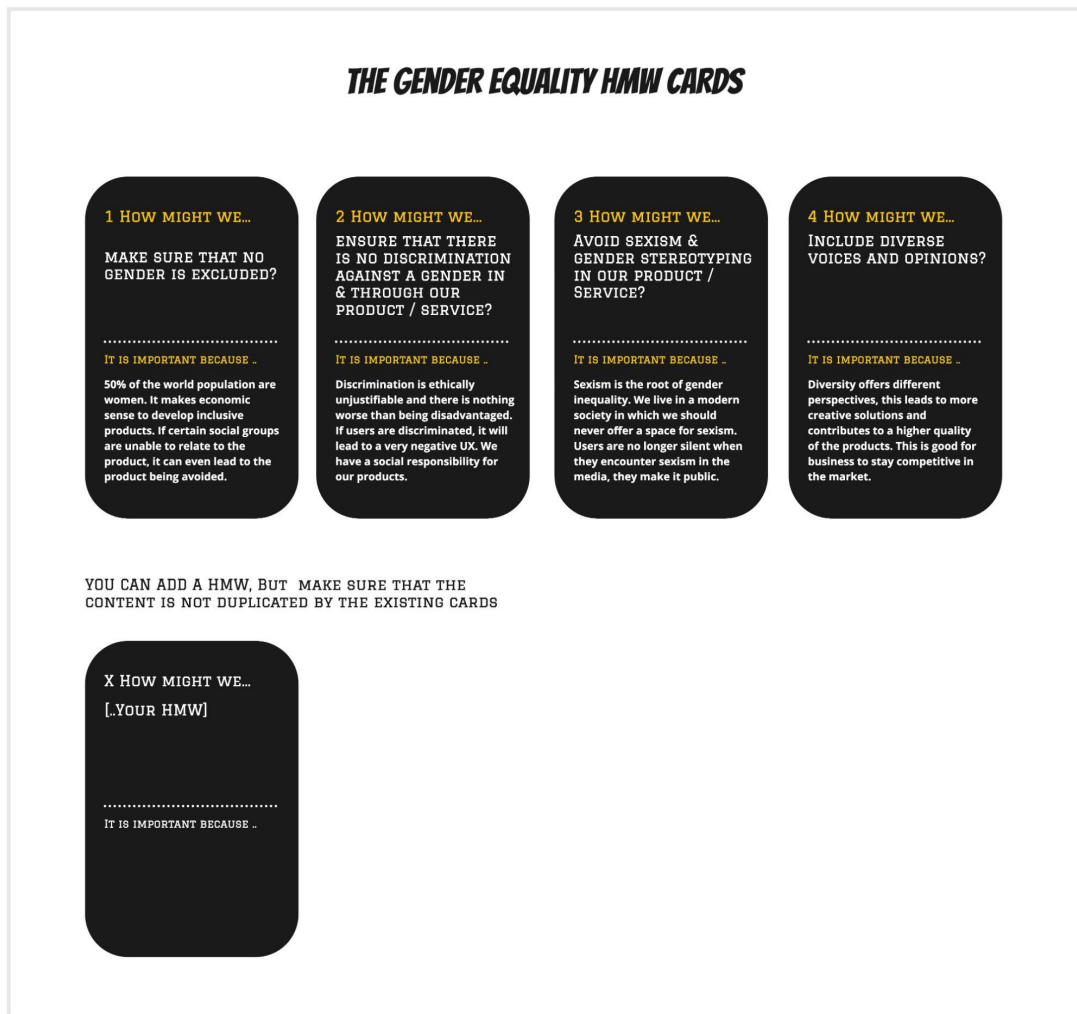 THE GENDER EQUALITY HMW CARDS
1 How might we...
make sure that no
gender is excluded?
It is important because ..
50% of the world population are
women. It makes economic
sense to develop inclusive
products. If certain social groups
are unable to relate to the
product, it can even lead to the
product being avoided.
2 How might we...
ensure that there
is no discrimination
against a gender in
& through our
product / service?
It is important because ..
Discrimination is ethically
unjustifiable and there is nothing
worse than being disadvantaged.
If users are discriminated, it will
lead to a very negative UX. We
have a social responsibility for
our products.
3 How might we...
Avoid sexism &
gender stereotyping
in our product /
Service?
It is important because ..
Sexism is the root of gender
inequality. We live in a modern
society in which we should
never offer a space for sexism.
Users are no longer silent when
they encounter sexism in the
media, they make it public.
4 How might we...
Include diverse
voices and opinions?
It is important because ..
Diversity offers different
perspectives, this leads to more
creative solutions and
contributes to a higher quality
of the products. This is good for
business to stay competitive in
the market.
YOU CAN ADD A HMW, But make sure that the
content is not duplicated by the existing cards
X How might we...
[..Your HMW]
It is important because ..